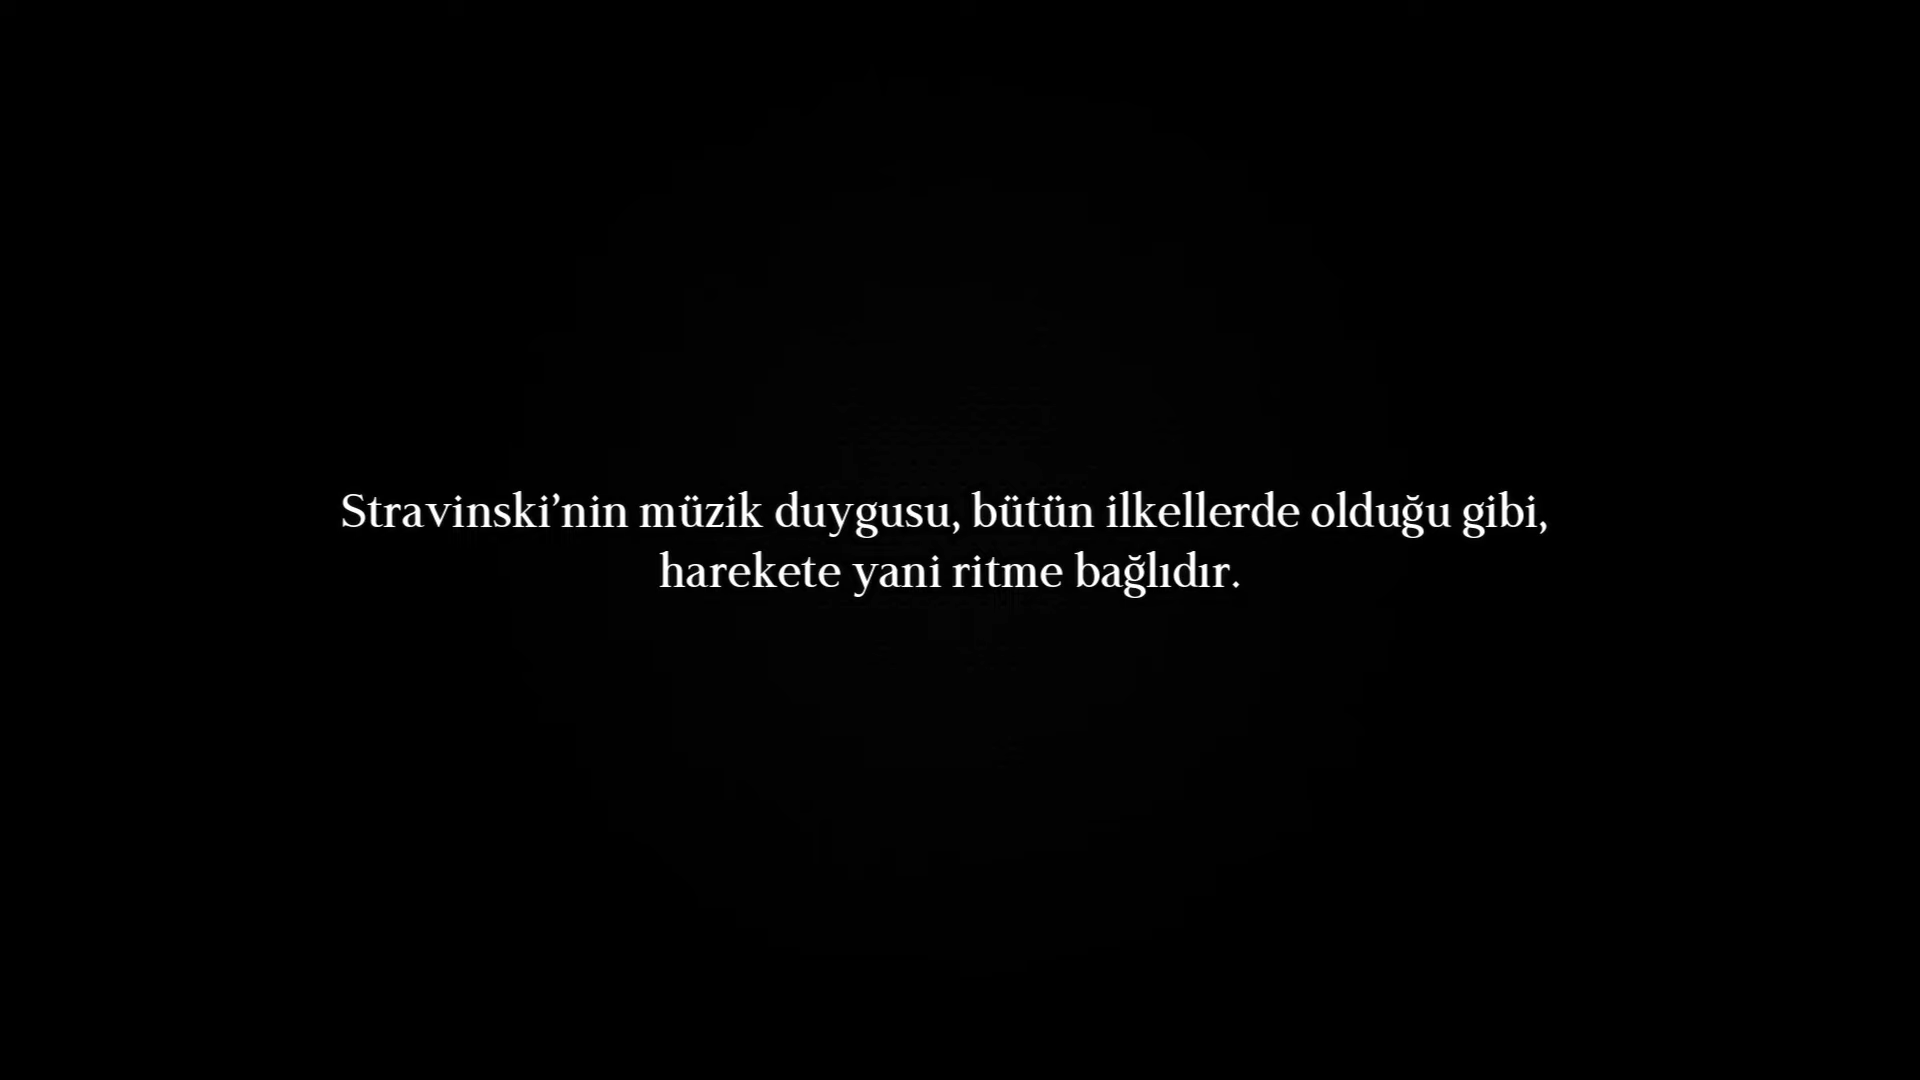 Stravinski’nin müzik duygusu, bütün ilkellerde olduğu gibi,
harekete yani ritme bağlıdır.